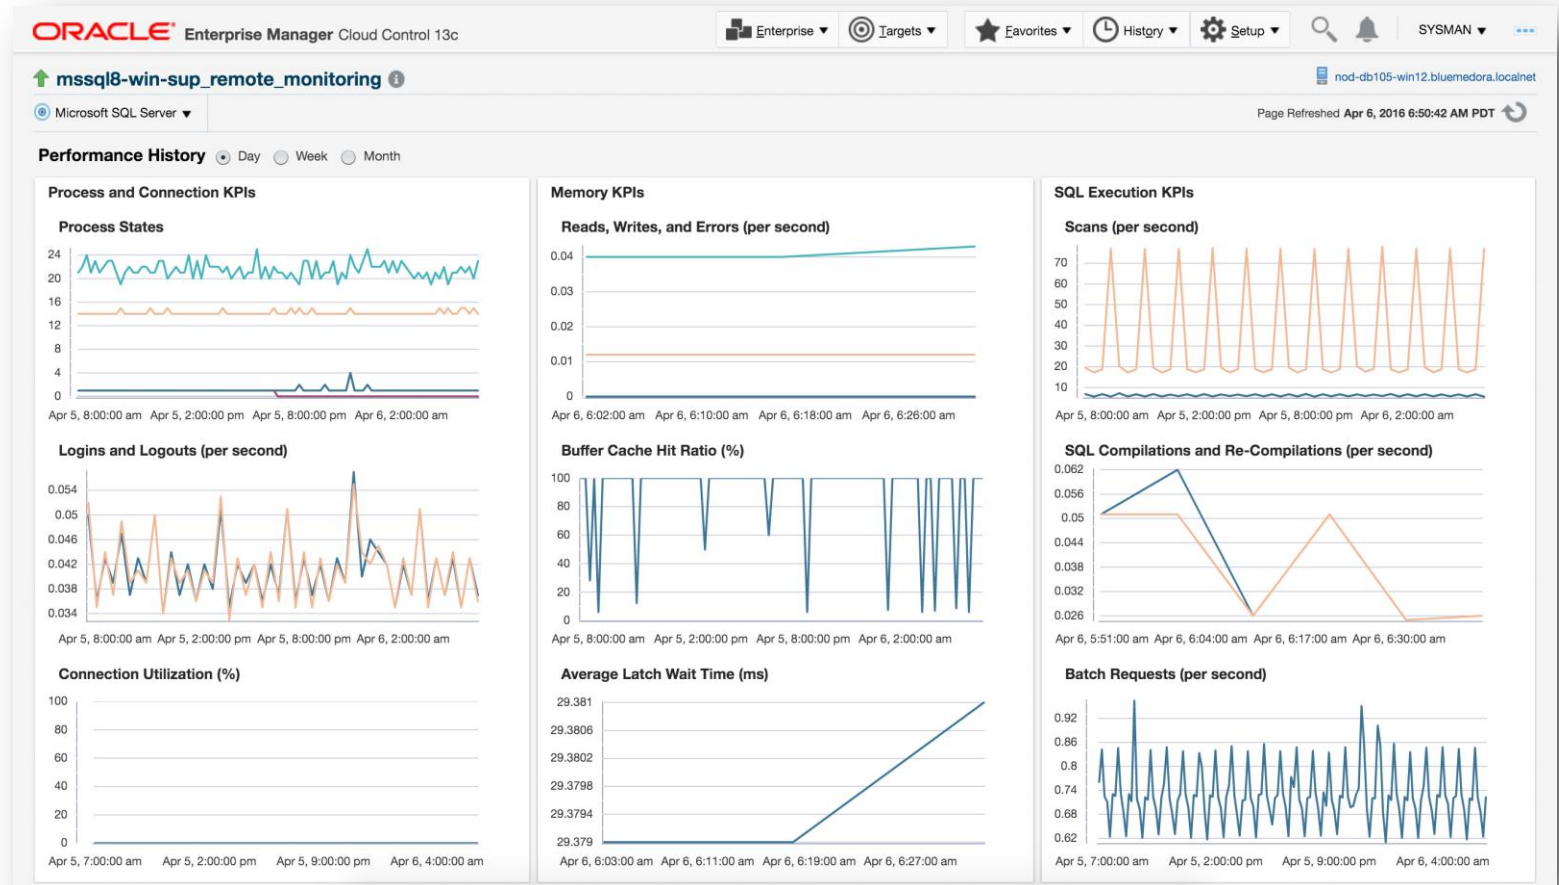 ORACLE Enterprise Manager Cloud Control 13c Enterprise ▼ Targets ▼ Favorites ▼ History ▼ Setup ▼ SYSMAN ▼
mssql8-win-sup_remote_monitoring nod-db105-win12.bluemedora.localnet
Microsoft SQL Server ▼ Page Refreshed Apr 6, 2016 6:50:42 AM PDT
Performance History Day Week Month
Process and Connection KPIs
Process States
24
20
16
12
8
4
0
Apr 5, 8:00:00 am Apr 5, 2:00:00 pm Apr 5, 8:00:00 pm Apr 6, 2:00:00 am
Logins and Logouts (per second)
0.054
0.05
0.046
0.042
0.038
0.034
Apr 5, 8:00:00 am Apr 5, 2:00:00 pm Apr 5, 8:00:00 pm Apr 6, 2:00:00 am
Connection Utilization (%)
100
80
60
40
20
0
Apr 5, 7:00:00 am Apr 5, 2:00:00 pm Apr 5, 9:00:00 pm Apr 6, 4:00:00 am
Memory KPIs
Reads, Writes, and Errors (per second)
0.04
0.03
0.02
0.01
0
Apr 6, 6:02:00 am Apr 6, 6:10:00 am Apr 6, 6:18:00 am Apr 6, 6:26:00 am
Buffer Cache Hit Ratio (%)
100
80
60
40
20
0
Apr 5, 8:00:00 am Apr 5, 2:00:00 pm Apr 5, 8:00:00 pm Apr 6, 2:00:00 am
Average Latch Wait Time (ms)
29.381
29.3806
29.3802
29.3798
29.3794
29.379
Apr 6, 6:03:00 am Apr 6, 6:11:00 am Apr 6, 6:19:00 am Apr 6, 6:27:00 am
SQL Execution KPIs
Scans (per second)
70
60
50
40
30
20
10
Apr 5, 8:00:00 am Apr 5, 2:00:00 pm Apr 5, 8:00:00 pm Apr 6, 2:00:00 am
SQL Compilations and Re-Compilations (per second)
0.062
0.056
0.05
0.044
0.038
0.032
0.026
Apr 6, 5:51:00 am Apr 6, 6:04:00 am Apr 6, 6:17:00 am Apr 6, 6:30:00 am
Batch Requests (per second)
0.92
0.86
0.8
0.74
0.68
0.62
Apr 5, 7:00:00 am Apr 5, 2:00:00 pm Apr 5, 9:00:00 pm Apr 6, 4:00:00 am